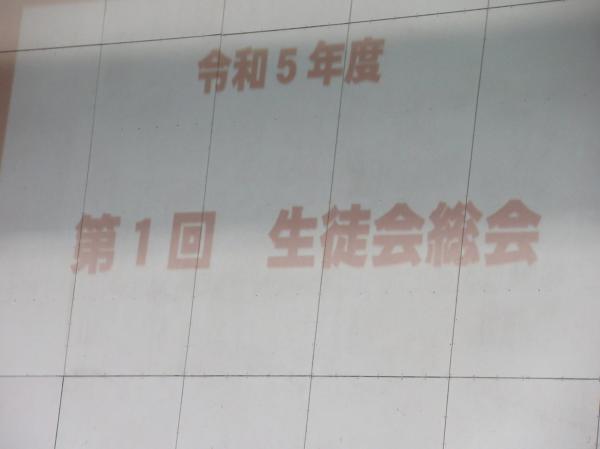 令和５年度
第１回　生徒会総会